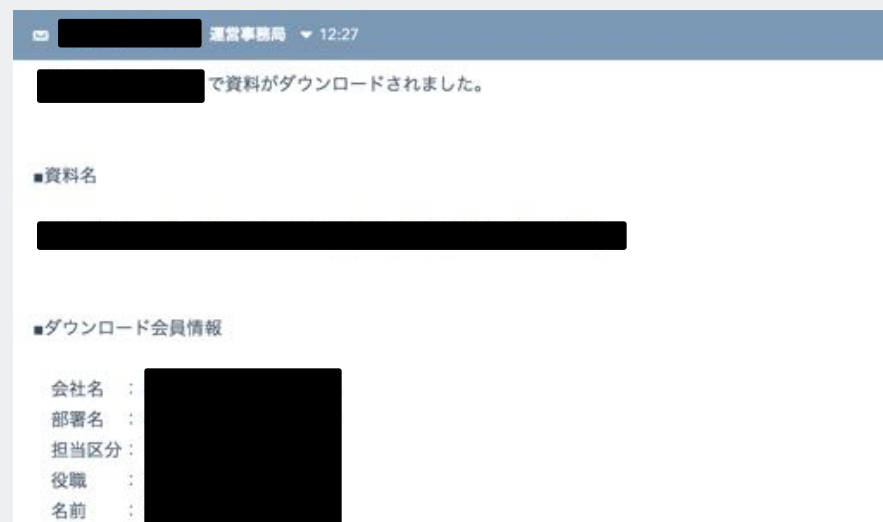 運営事務局 12:27
で資料がダウンロードされました。
■資料名
■ダウンロード会員情報
会社名 ：
部署名 ：
担当区分：
役職 ：
名前 ：